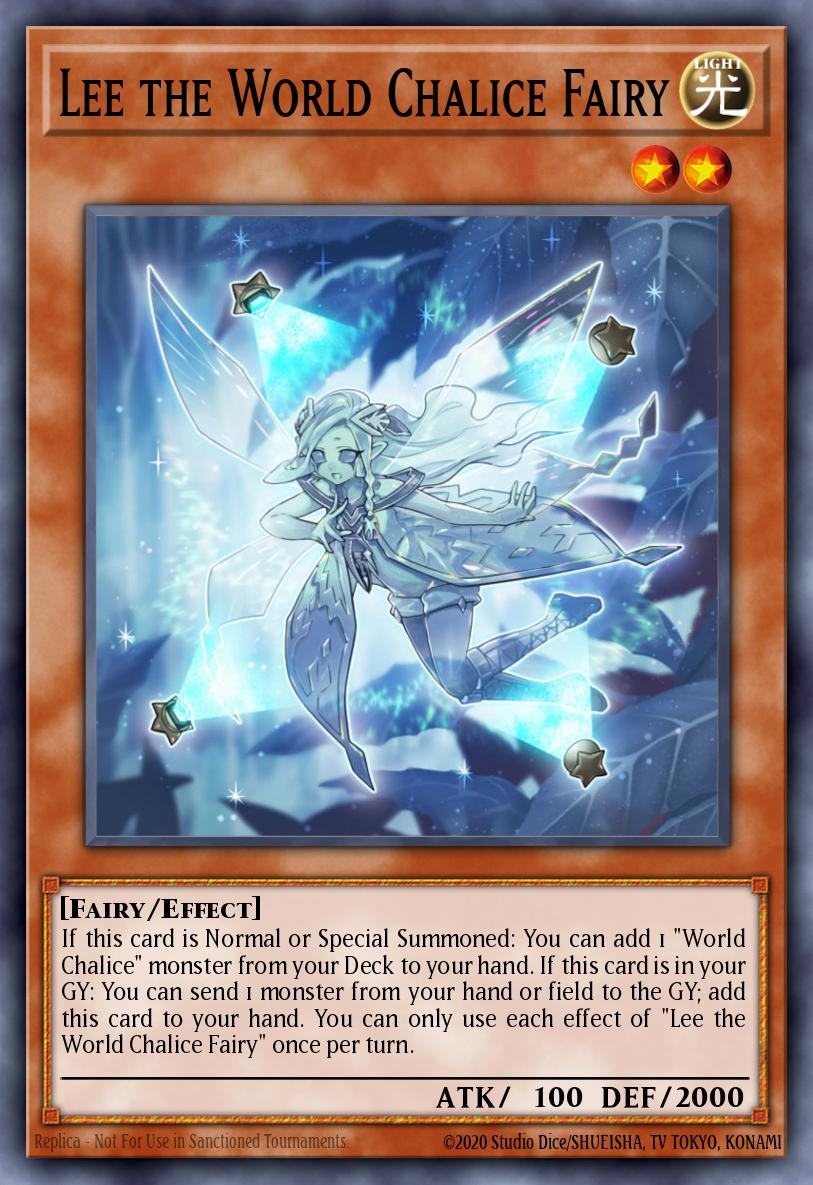 Lee the World Chalice Fairy
LIGHT
光
[Fairy/Effect]
If this card is Normal or Special Summoned: You can add 1 "World
Chalice" monster from your Deck to your hand. If this card is in your
GY: You can send 1 monster from your hand or field to the GY; add
this card to your hand. You can only use each effect of "Lee the
World Chalice Fairy" once per turn.
ATK/ 100 DEF/2000
Replica - Not For Use in Sanctioned Tournaments.
©2020 Studio Dice/SHUEISHA, TV TOKYO, KONAMI